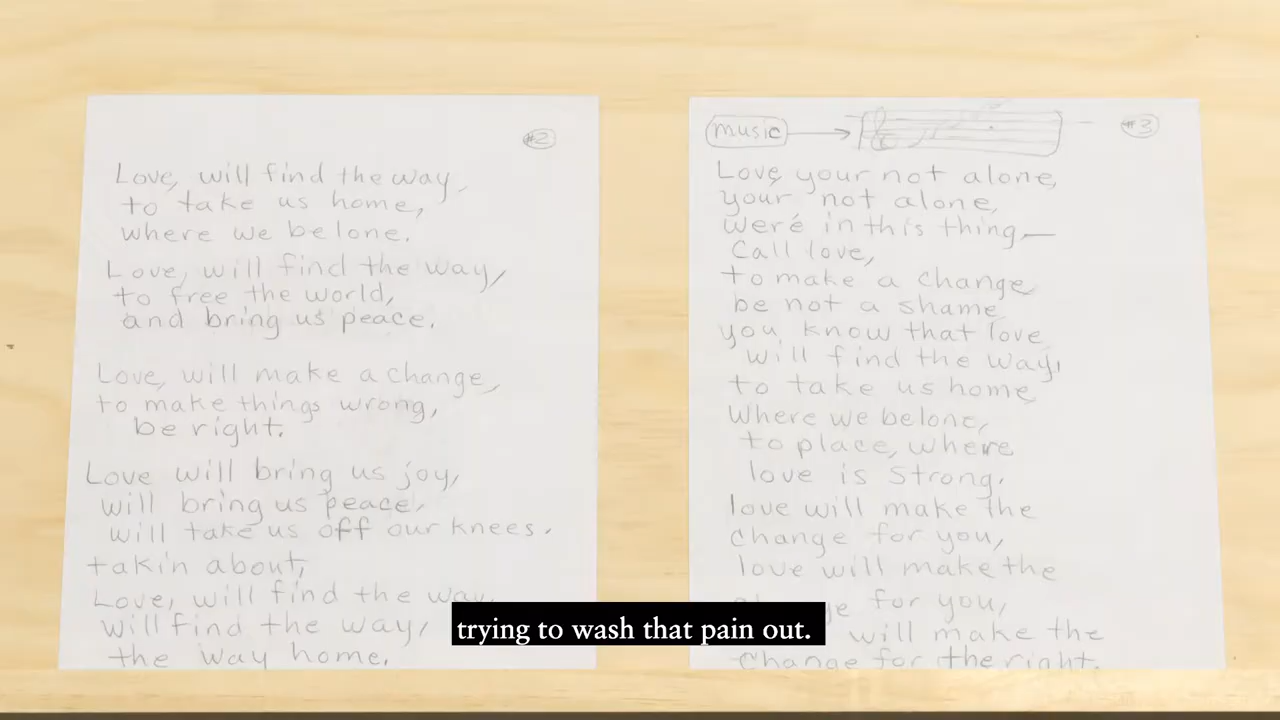 #2
Love, will find the way,
to take us home,
where we belone.
Love, will find the way,
to free the world,
and bring us peace.
Love, will make a change,
to make things wrong,
be right.
Love will bring us joy,
will bring us peace,
will take us off our knees.
takin about,
Love, will find the way,
will find the way,
the way home.
music
#3
Love, your not alone,
your not alone,
weré in this thing,—
Call love,
to make a change,
be not a shame
you know that love
will find the way,
to take us home,
where we belone,
to place, where
love is strong.
love will make the
change for you,
love will make the
for you,
will make the
change for the right.
trying to wash that pain out.